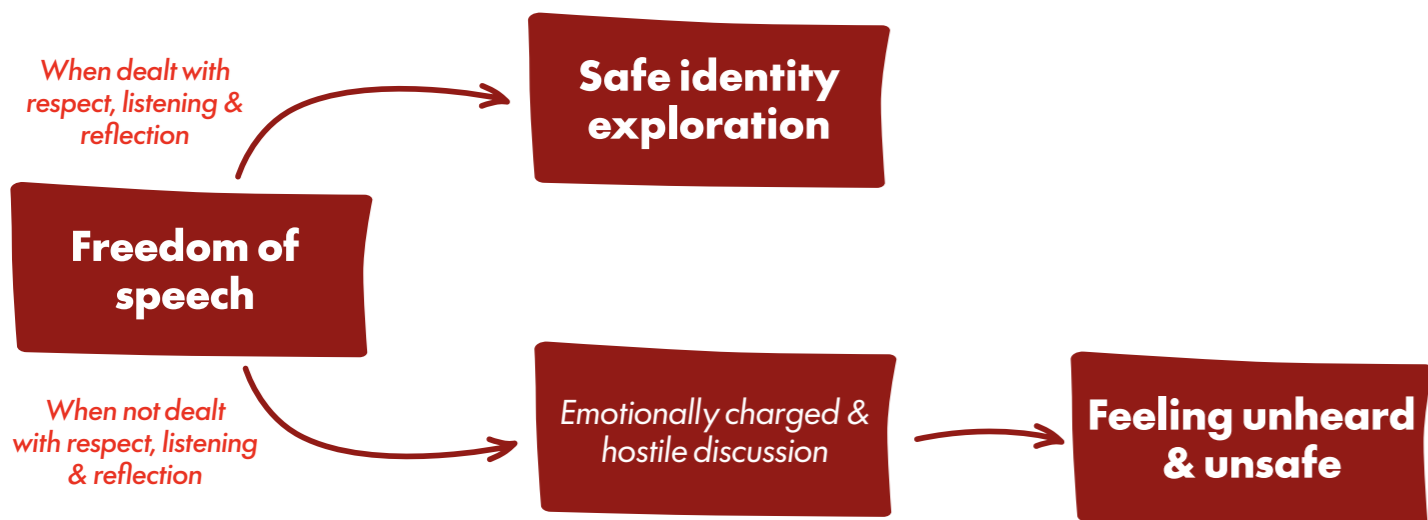 When dealt with
respect, listening &
reflection
Safe identity
exploration
Freedom of
speech
When not dealt
with respect, listening
& reflection
Emotionally charged &
hostile discussion
Feeling unheard
& unsafe